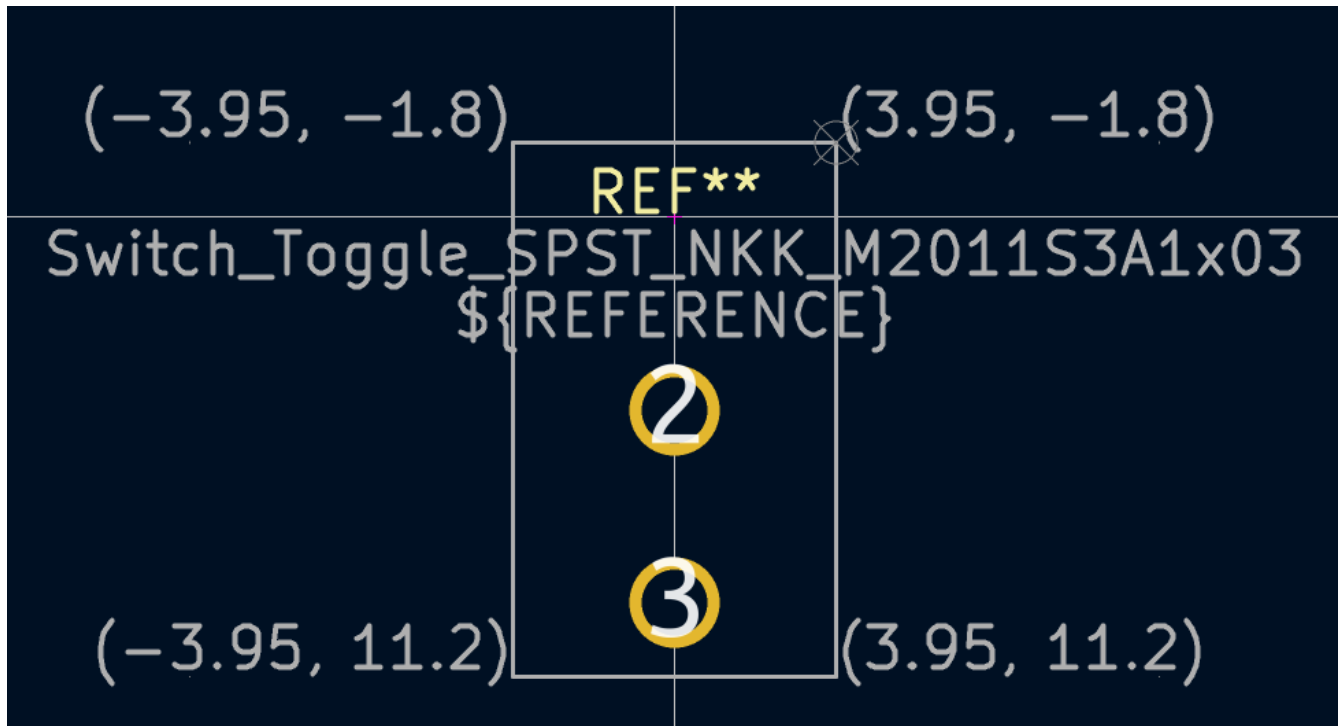 (-3.95, -1.8) (3.95, -1.8)
REF**
Switch_Toggle_SPST_NKK_M2011S3A1x03
${REFERENCE}
2
3
(-3.95, 11.2) (3.95, 11.2)